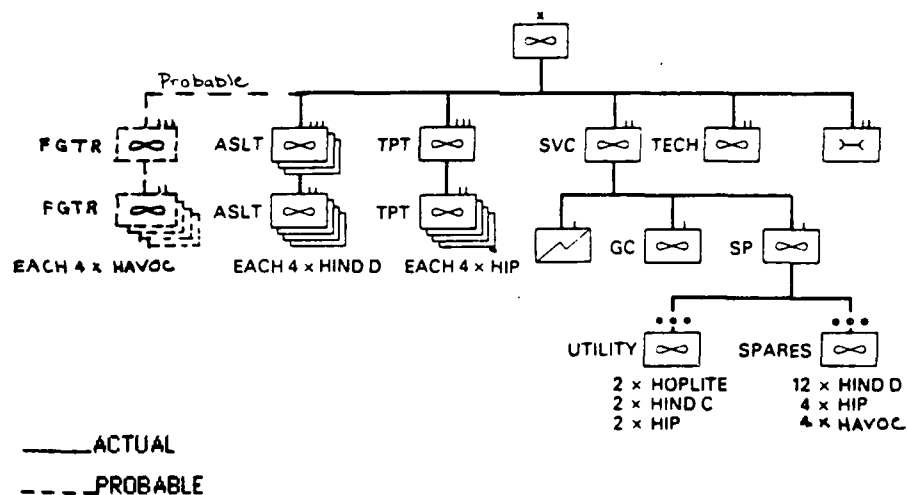 x
Probable
FGTR
ASLT
TPT
SVC
TECH
FGTR
ASLT
TPT
GC
SP
EACH 4 x HAVOC
EACH 4 x HIND D
EACH 4 x HIP
UTILITY
SPARES
2 x HOPLITE
2 x HIND C
2 x HIP
12 x HIND D
4 x HIP
4 x HAVOC
ACTUAL
PROBABLE